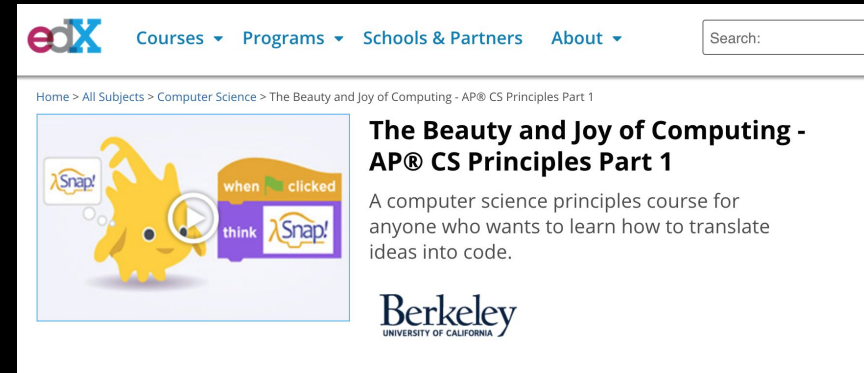 edX Courses Programs Schools & Partners About Search:
Home > All Subjects > Computer Science > The Beauty and Joy of Computing - AP® CS Principles Part 1
The Beauty and Joy of Computing -
AP® CS Principles Part 1
A computer science principles course for
anyone who wants to learn how to translate
ideas into code.
λSnap!
when clicked
think λSnap!
Berkeley
UNIVERSITY OF CALIFORNIA